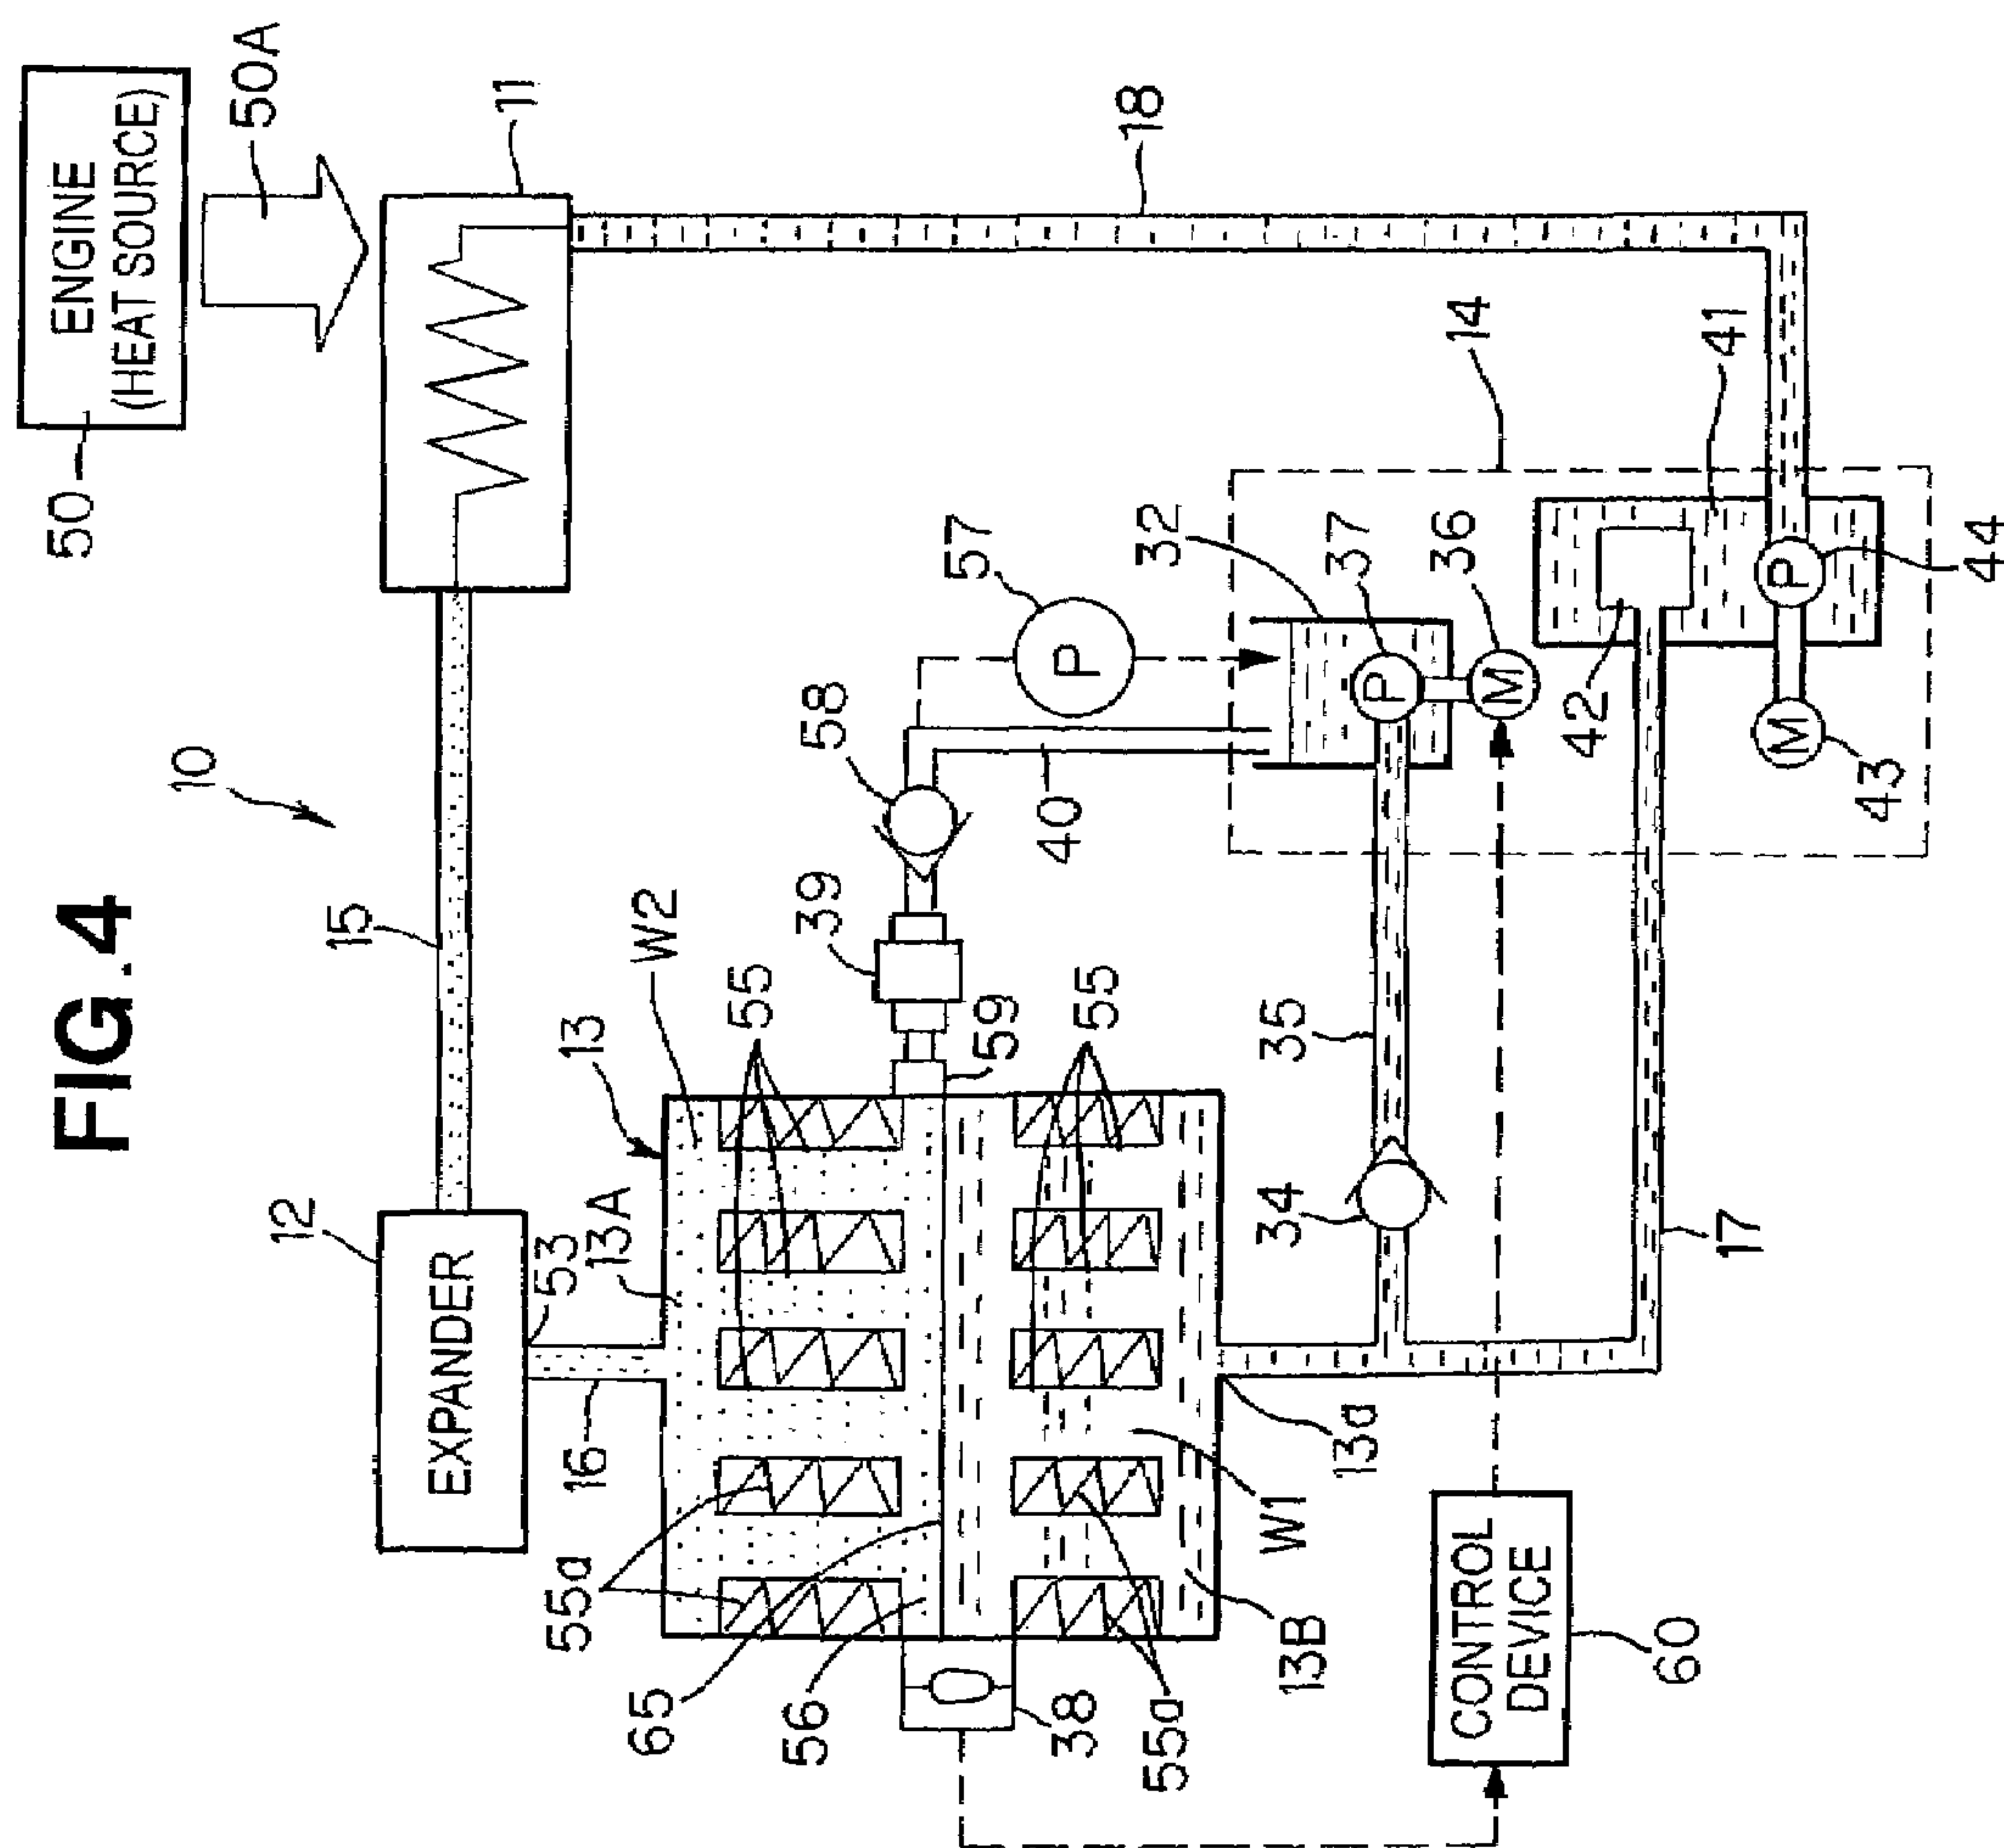 FIG.4
ENGINE
(HEAT SOURCE)
50
50A
10
12
15
11
EXPANDER
53
13
55a
16
13A
W2
65
55
56
39
58
57
P
59
40
38
55
18
32
55a
34
35
W1
13B
37
13a
P
36
14
M
CONTROL
DEVICE
42
60
17
41
M
P
43
44